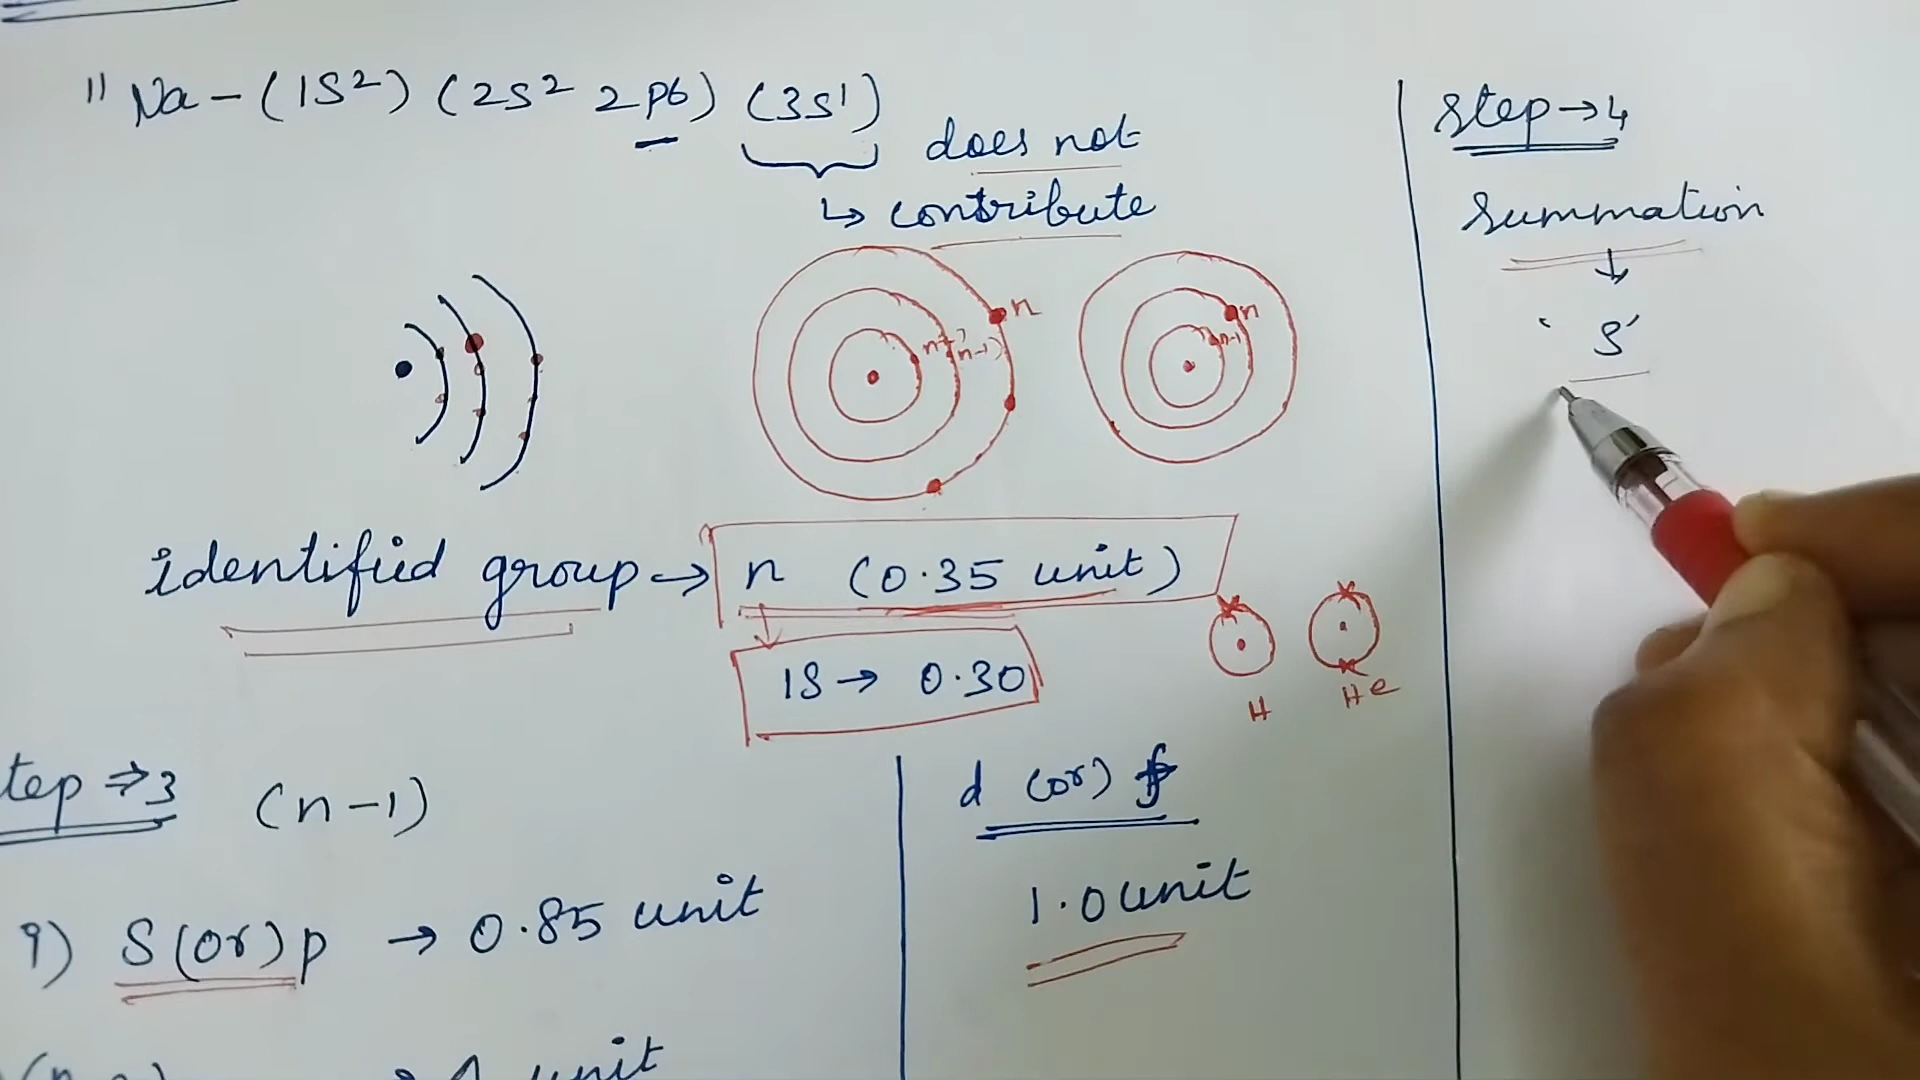 11 Na - (1S²) (2S² 2p6) (3S¹)
does not
↳ contribute
n
n-1)
n
n-1
identified group → n (0.35 unit)
1S → 0.30
H
He
tep ⇒ 3 (n-1)
i) S(or) p → 0.85 unit
unit
d (or) f
1.0 unit
Step → 4
Summation
↓
' S'